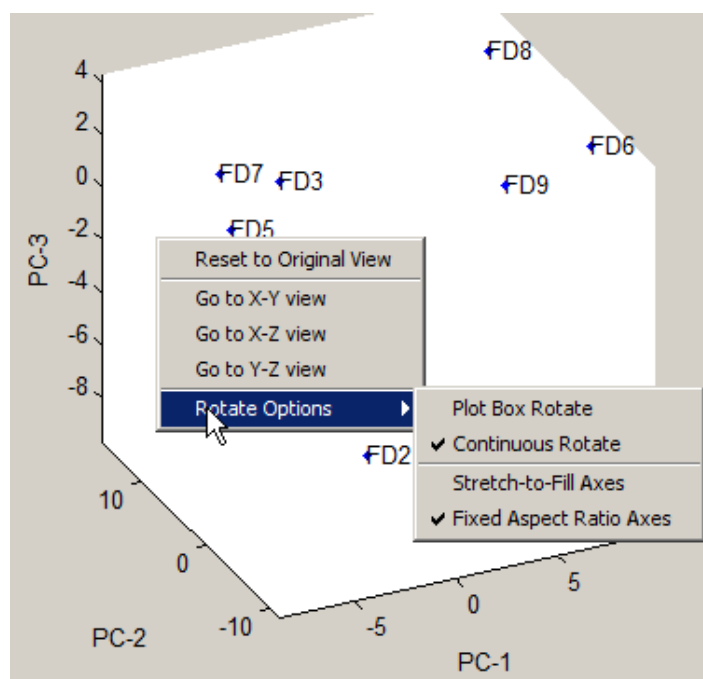 FD8
4
2
FD6
0
FD7
FD3
FD9
-2
FD5
PC-3
Reset to Original View
-4
Go to X-Y view
Go to X-Z view
-6
Go to Y-Z view
-8
Rotate Options
Plot Box Rotate
Continuous Rotate
FD2
Stretch-to-Fill Axes
10
Fixed Aspect Ratio Axes
0
5
0
-10
-5
PC-2
PC-1